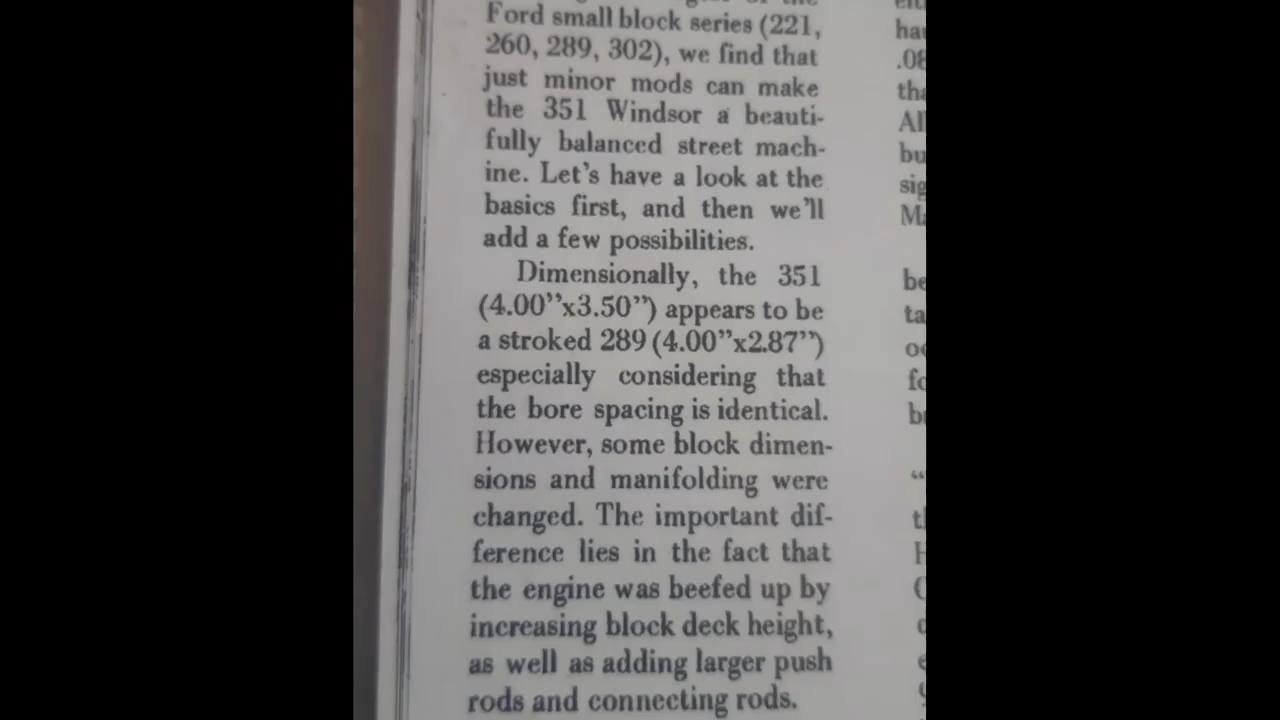 Ford small block series (221,
260, 289, 302), we find that
just minor mods can make
the 351 Windsor a beauti-
fully balanced street mach-
ine. Let's have a look at the
basics first, and then we'll
add a few possibilities.
Dimensionally, the 351
(4.00”x3.50”) appears to be
a stroked 289 (4.00”x2.87”)
especially considering that
the bore spacing is identical.
However, some block dimen-
sions and manifolding were
changed. The important dif-
ference lies in the fact that
the engine was beefed up by
increasing block deck height,
as well as adding larger push
rods and connecting rods.